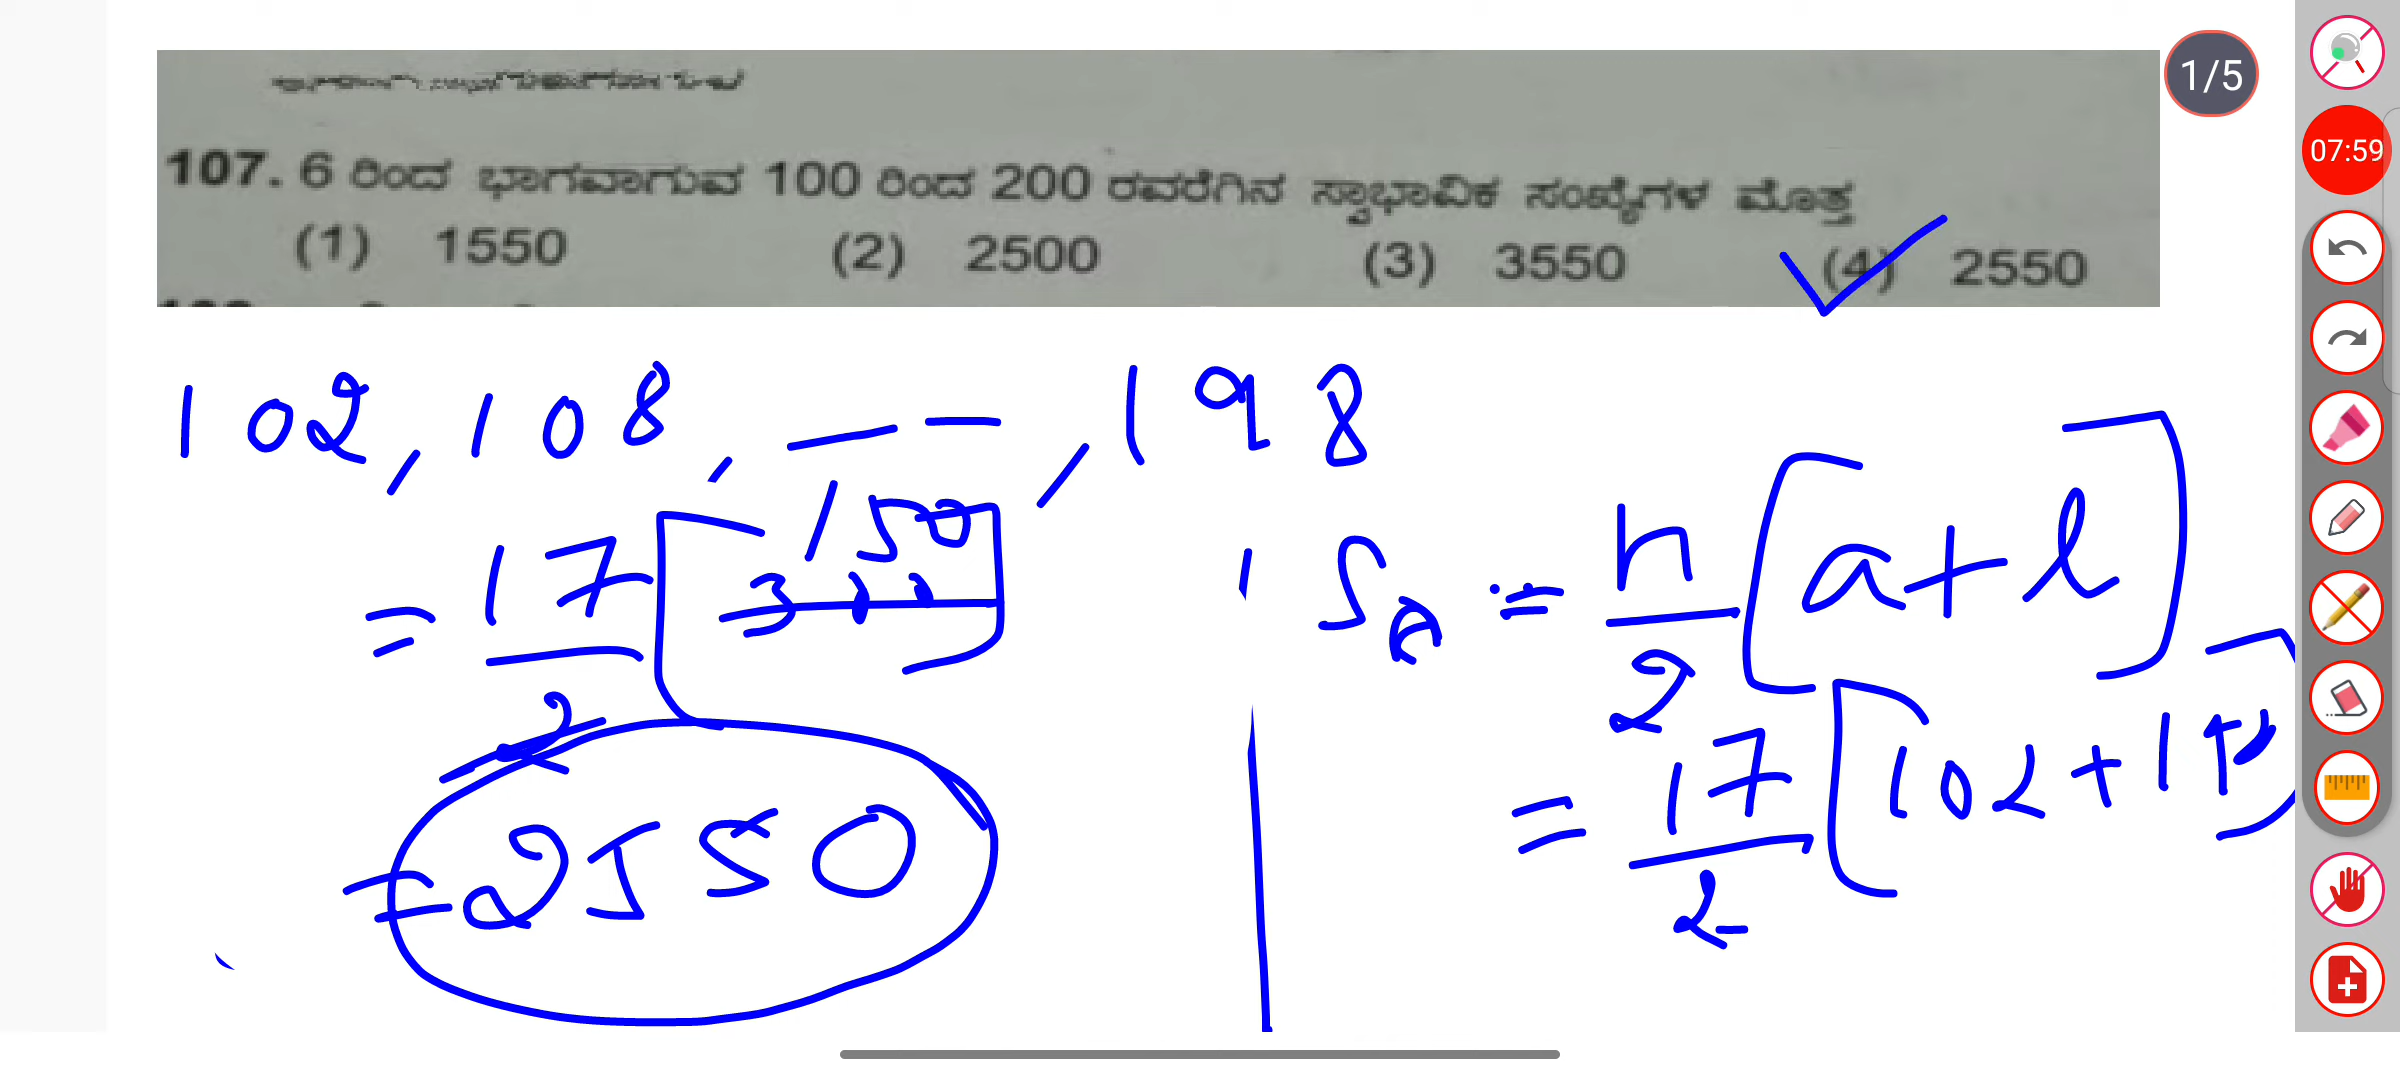 1/5
07:59
107. 6 ರಿಂದ ಭಾಗವಾಗುವ 100 ರಿಂದ 200 ರವರೆಗಿನ ಸ್ವಾಭಾವಿಕ ಸಂಖ್ಯೆಗಳ ಮೊತ್ತ
(1) 1550 (2) 2500 (3) 3550 (4) 2550
102, 108, — —, 198
= 17/2 [300 150]
= 2550
Sn = n/2 [a + l]
= 17/2 [102 + 198]